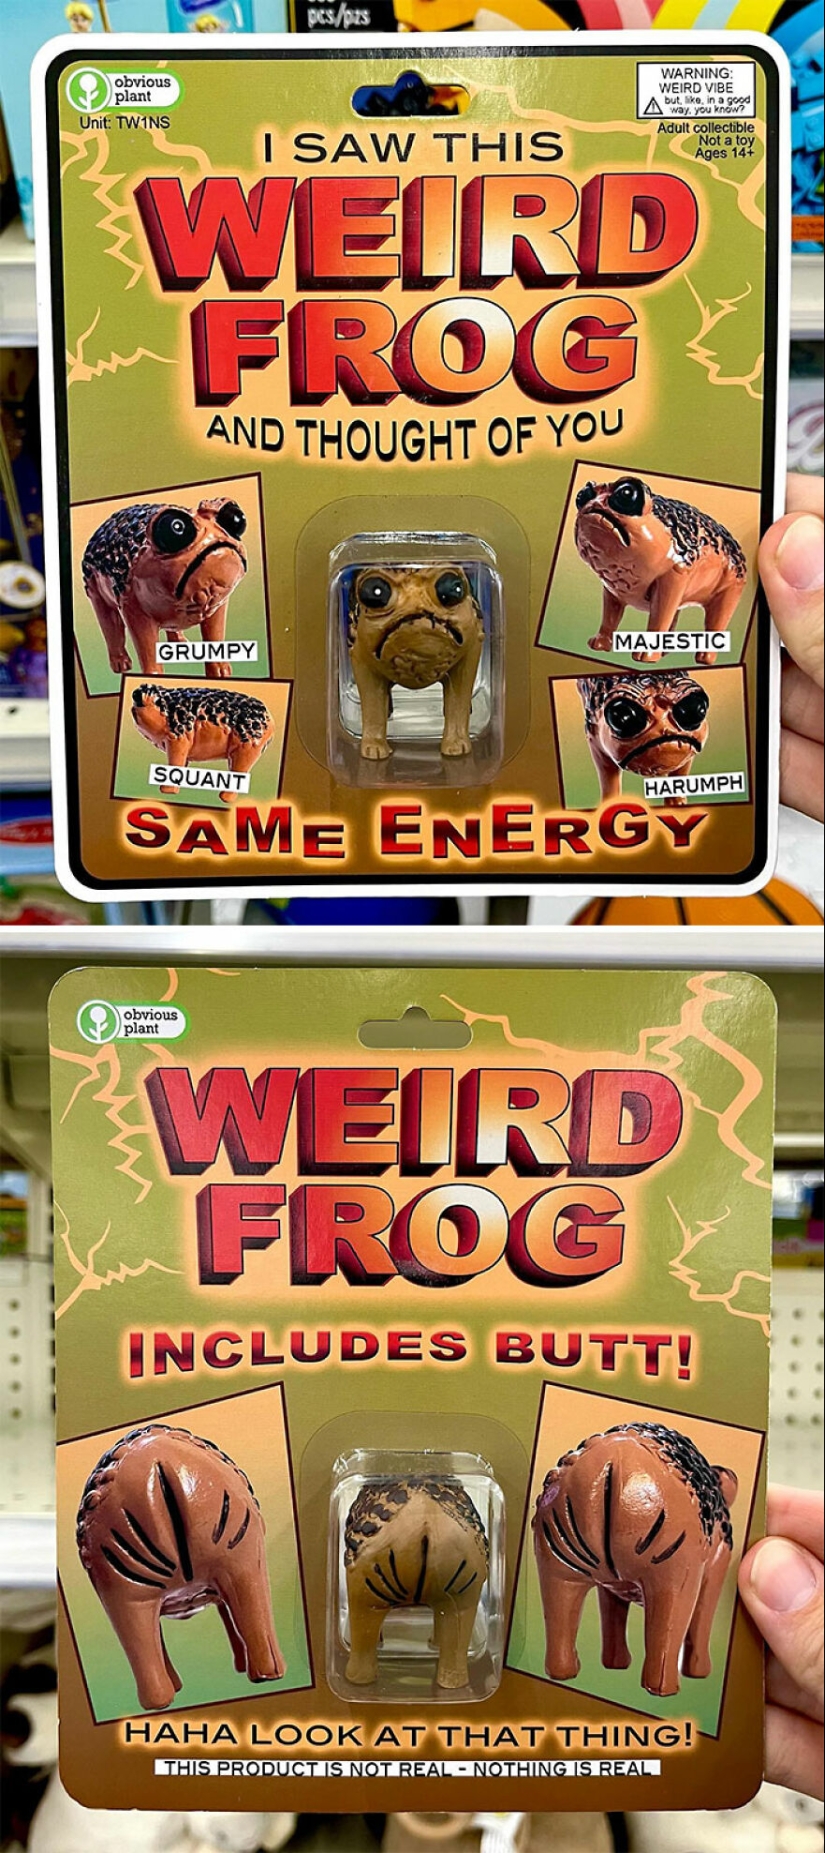 pcs/pzs
obvious
plant
Unit: TW1NS
WARNING:
WEIRD VIBE
but, like, in a good
way, you know?
Adult collectible
Not a toy
Ages 14+
I SAW THIS
WEIRD
FROG
AND THOUGHT OF YOU
GRUMPY
MAJESTIC
SQUANT
HARUMPH
SAME ENERGY
obvious
plant
WEIRD
FROG
INCLUDES BUTT!
HAHA LOOK AT THAT THING!
THIS PRODUCT IS NOT REAL - NOTHING IS REAL